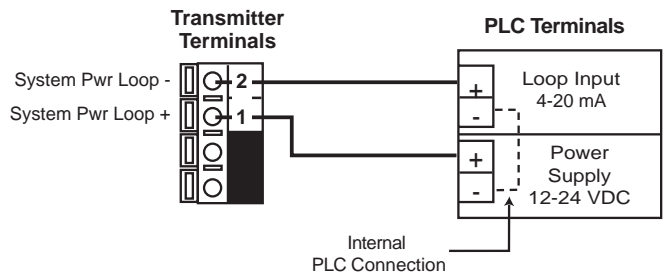 Transmitter
Terminals
PLC Terminals
System Pwr Loop -
2
System Pwr Loop +
1
+
-
Loop Input
4-20 mA
+
-
Power
Supply
12-24 VDC
Internal
PLC Connection